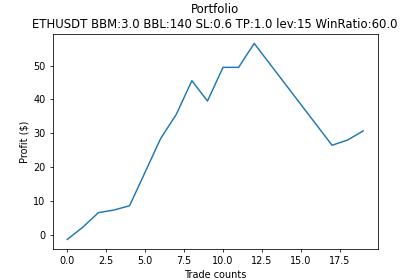 Portfolio
ETHUSDT BBM:3.0 BBL:140 SL:0.6 TP:1.0 lev:15 WinRatio:60.0
50
40
30
20
10
0
Profit ($)
0.0 2.5 5.0 7.5 10.0 12.5 15.0 17.5
Trade counts